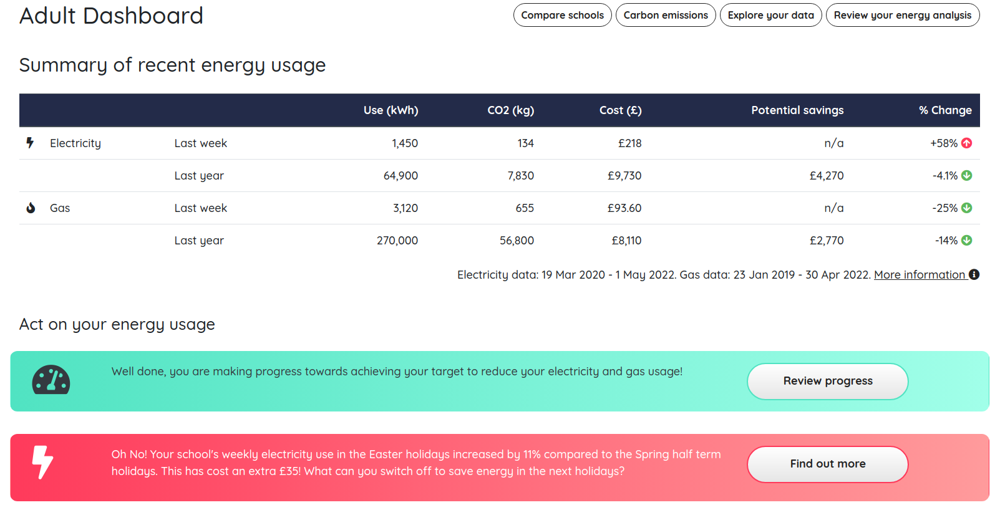 Adult Dashboard
Compare schools Carbon emissions Explore your data Review your energy analysis
Summary of recent energy usage
Use (kWh) CO2 (kg) Cost (£) Potential savings % Change
Electricity Last week 1,450 134 £218 n/a +58%
Last year 64,900 7,830 £9,730 £4,270 -4.1%
Gas Last week 3,120 655 £93.60 n/a -25%
Last year 270,000 56,800 £8,110 £2,770 -14%
Electricity data: 19 Mar 2020 - 1 May 2022. Gas data: 23 Jan 2019 - 30 Apr 2022. More information
Act on your energy usage
Well done, you are making progress towards achieving your target to reduce your electricity and gas usage!
Review progress
Oh No! Your school's weekly electricity use in the Easter holidays increased by 11% compared to the Spring half term
holidays. This has cost an extra £35! What can you switch off to save energy in the next holidays?
Find out more